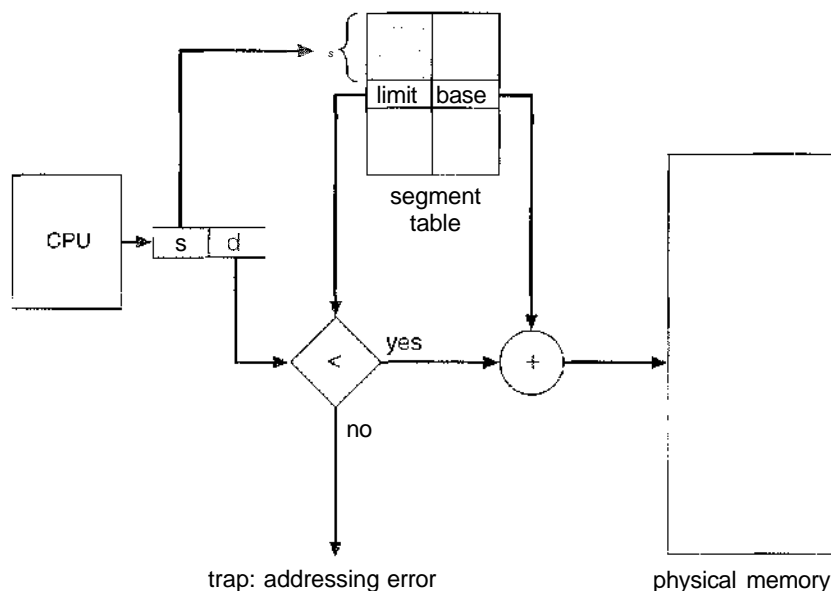 s
limit base
segment
table
CPU
s d
<
yes
+
no
trap: addressing error
physical memory